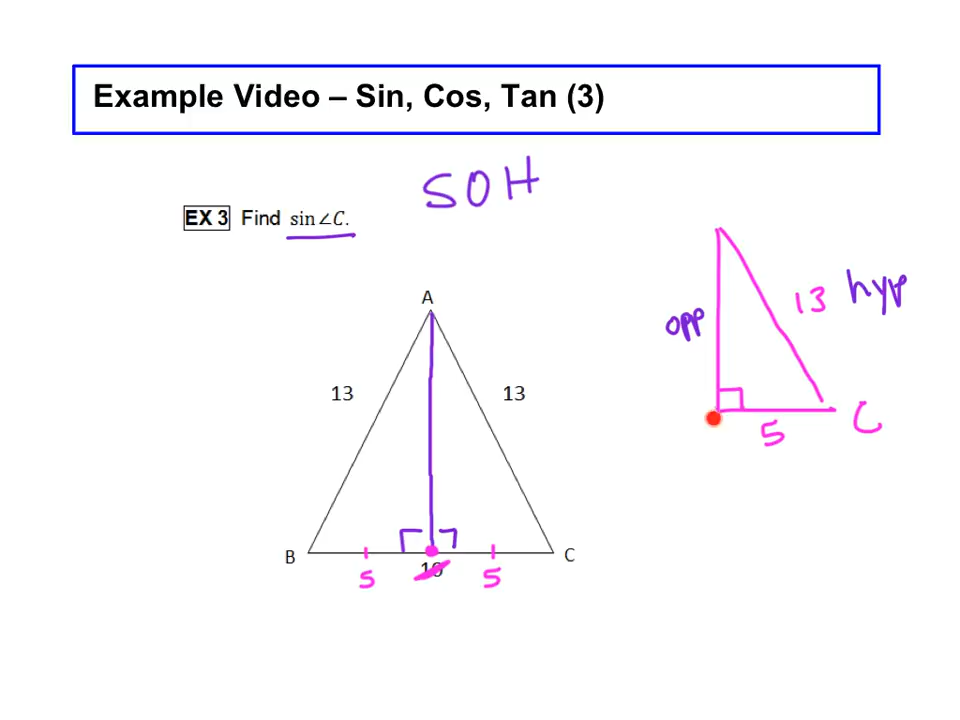 Example Video – Sin, Cos, Tan (3)
SOH
EX 3 Find sin∠C.
A
13
13
B
C
5
10
5
opp
13 hyp
5
C